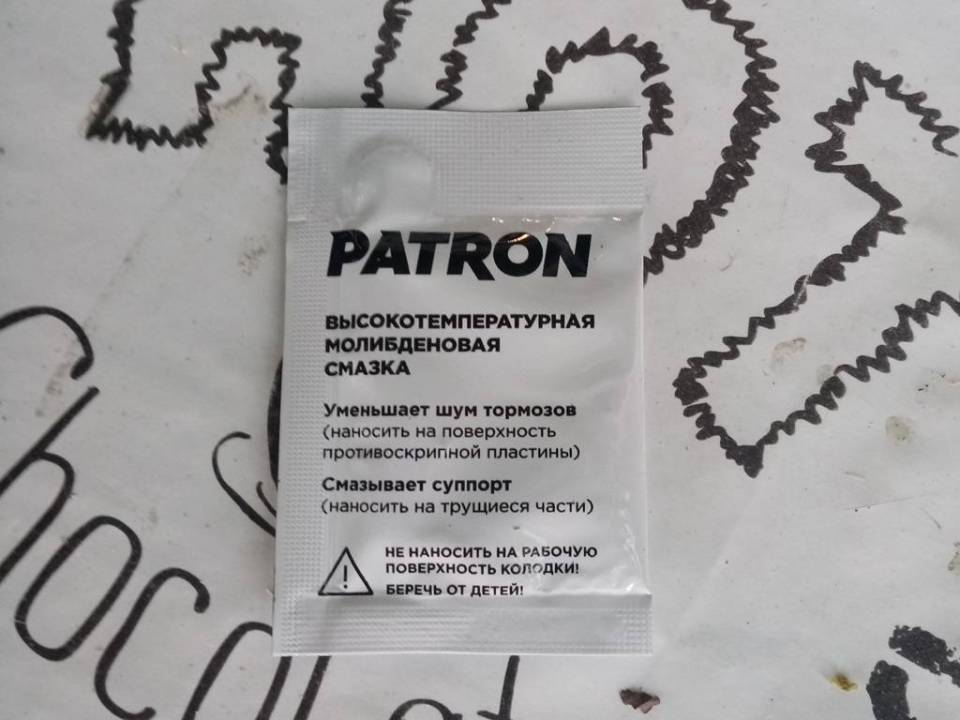 PATRON
ВЫСОКОТЕМПЕРАТУРНАЯ
МОЛИБДЕНОВАЯ
СМАЗКА
Уменьшает шум тормозов
(наносить на поверхность
противоскрипной пластины)
Смазывает суппорт
(наносить на трущиеся части)
НЕ НАНОСИТЬ НА РАБОЧУЮ
ПОВЕРХНОСТЬ КОЛОДКИ!
БЕРЕЧЬ ОТ ДЕТЕЙ!
Chocolat